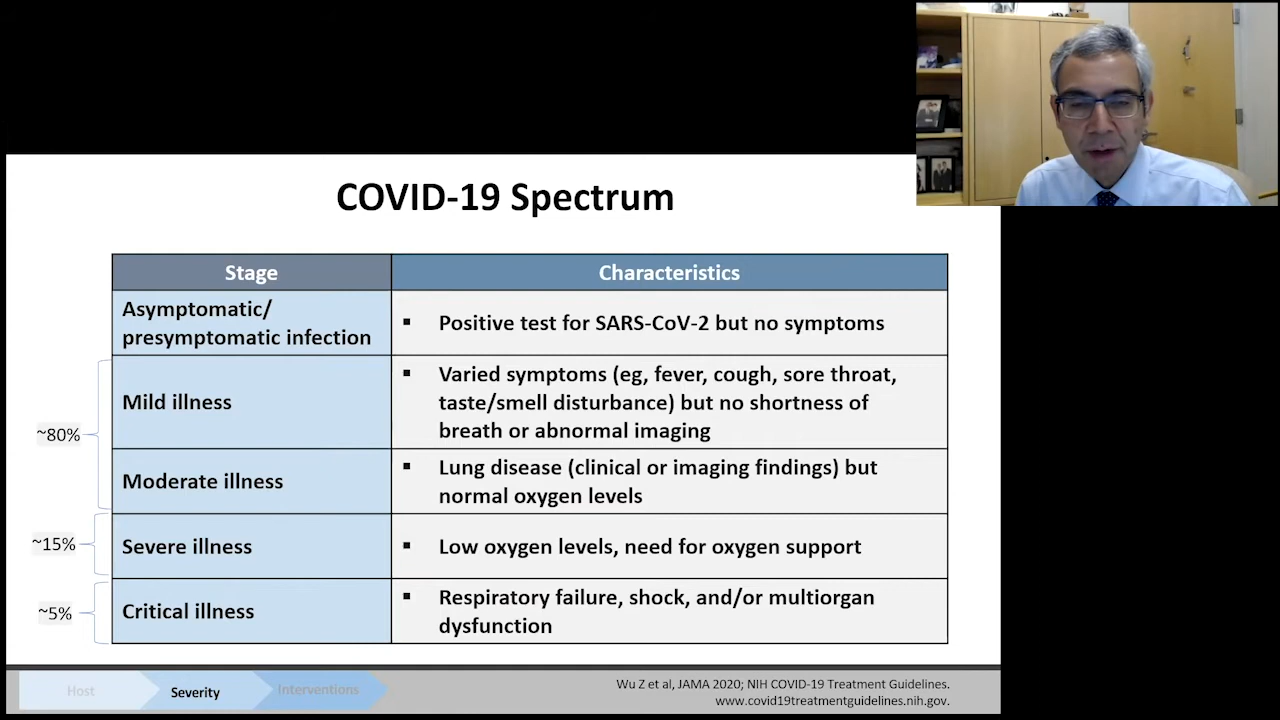 COVID-19 Spectrum
Stage
Characteristics
Asymptomatic/
presymptomatic infection
▪ Positive test for SARS-CoV-2 but no symptoms
~80%
Mild illness
▪ Varied symptoms (eg, fever, cough, sore throat,
taste/smell disturbance) but no shortness of
breath or abnormal imaging
Moderate illness
▪ Lung disease (clinical or imaging findings) but
normal oxygen levels
~15%
Severe illness
▪ Low oxygen levels, need for oxygen support
~5%
Critical illness
▪ Respiratory failure, shock, and/or multiorgan
dysfunction
Host
Severity
Interventions
Wu Z et al, JAMA 2020; NIH COVID-19 Treatment Guidelines.
www.covid19treatmentguidelines.nih.gov.